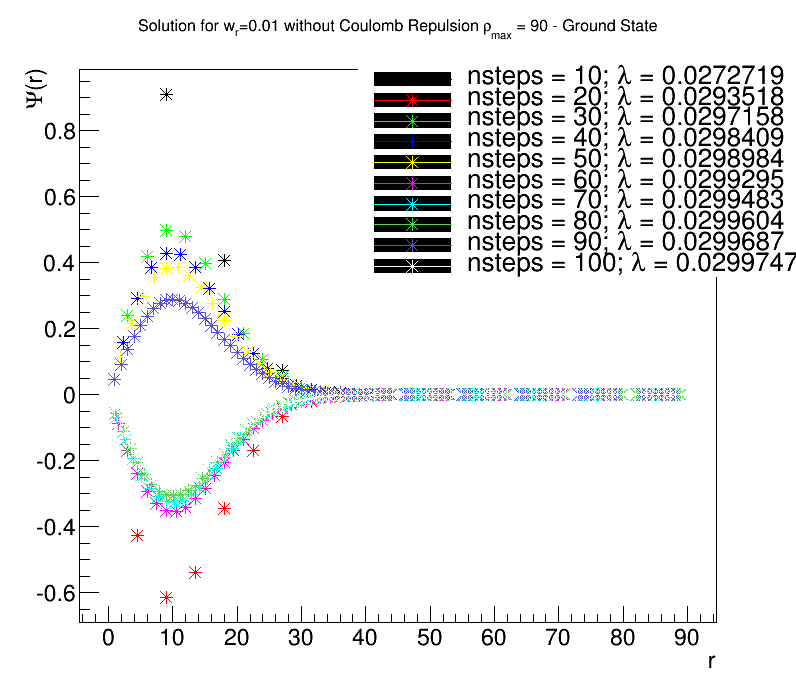 Solution for wr=0.01 without Coulomb Repulsion ρmax = 90 - Ground State
Ψ(r)
nsteps = 10; λ = 0.0272719
nsteps = 20; λ = 0.0293518
nsteps = 30; λ = 0.0297158
nsteps = 40; λ = 0.0298409
nsteps = 50; λ = 0.0298984
nsteps = 60; λ = 0.0299295
nsteps = 70; λ = 0.0299483
nsteps = 80; λ = 0.0299604
nsteps = 90; λ = 0.0299687
nsteps = 100; λ = 0.0299747
0.8
0.6
0.4
0.2
0
-0.2
-0.4
-0.6
0 10 20 30 40 50 60 70 80 90
r